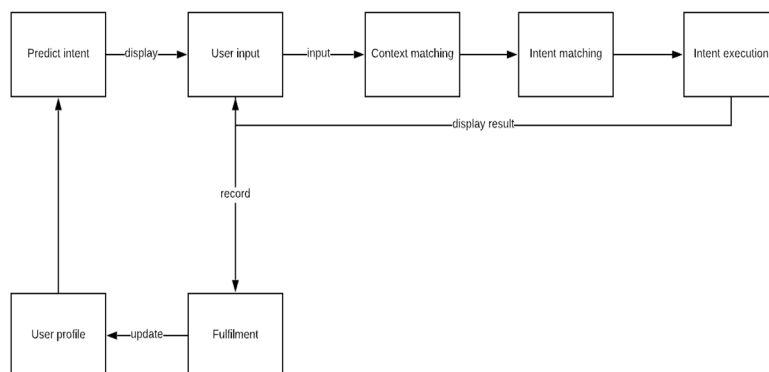 Predict intent
display
User input
input
Context matching
Intent matching
Intent execution
display result
record
User profile
update
Fulfilment